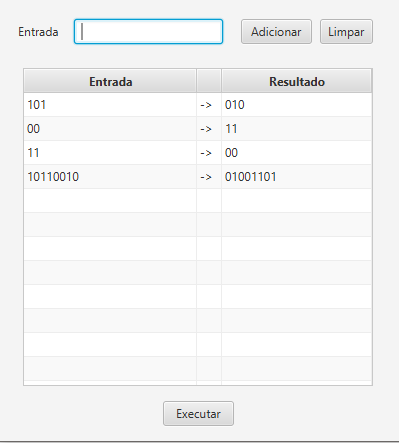 Entrada Adicionar Limpar
Entrada Resultado
101 -> 010
00 -> 11
11 -> 00
10110010 -> 01001101
Executar